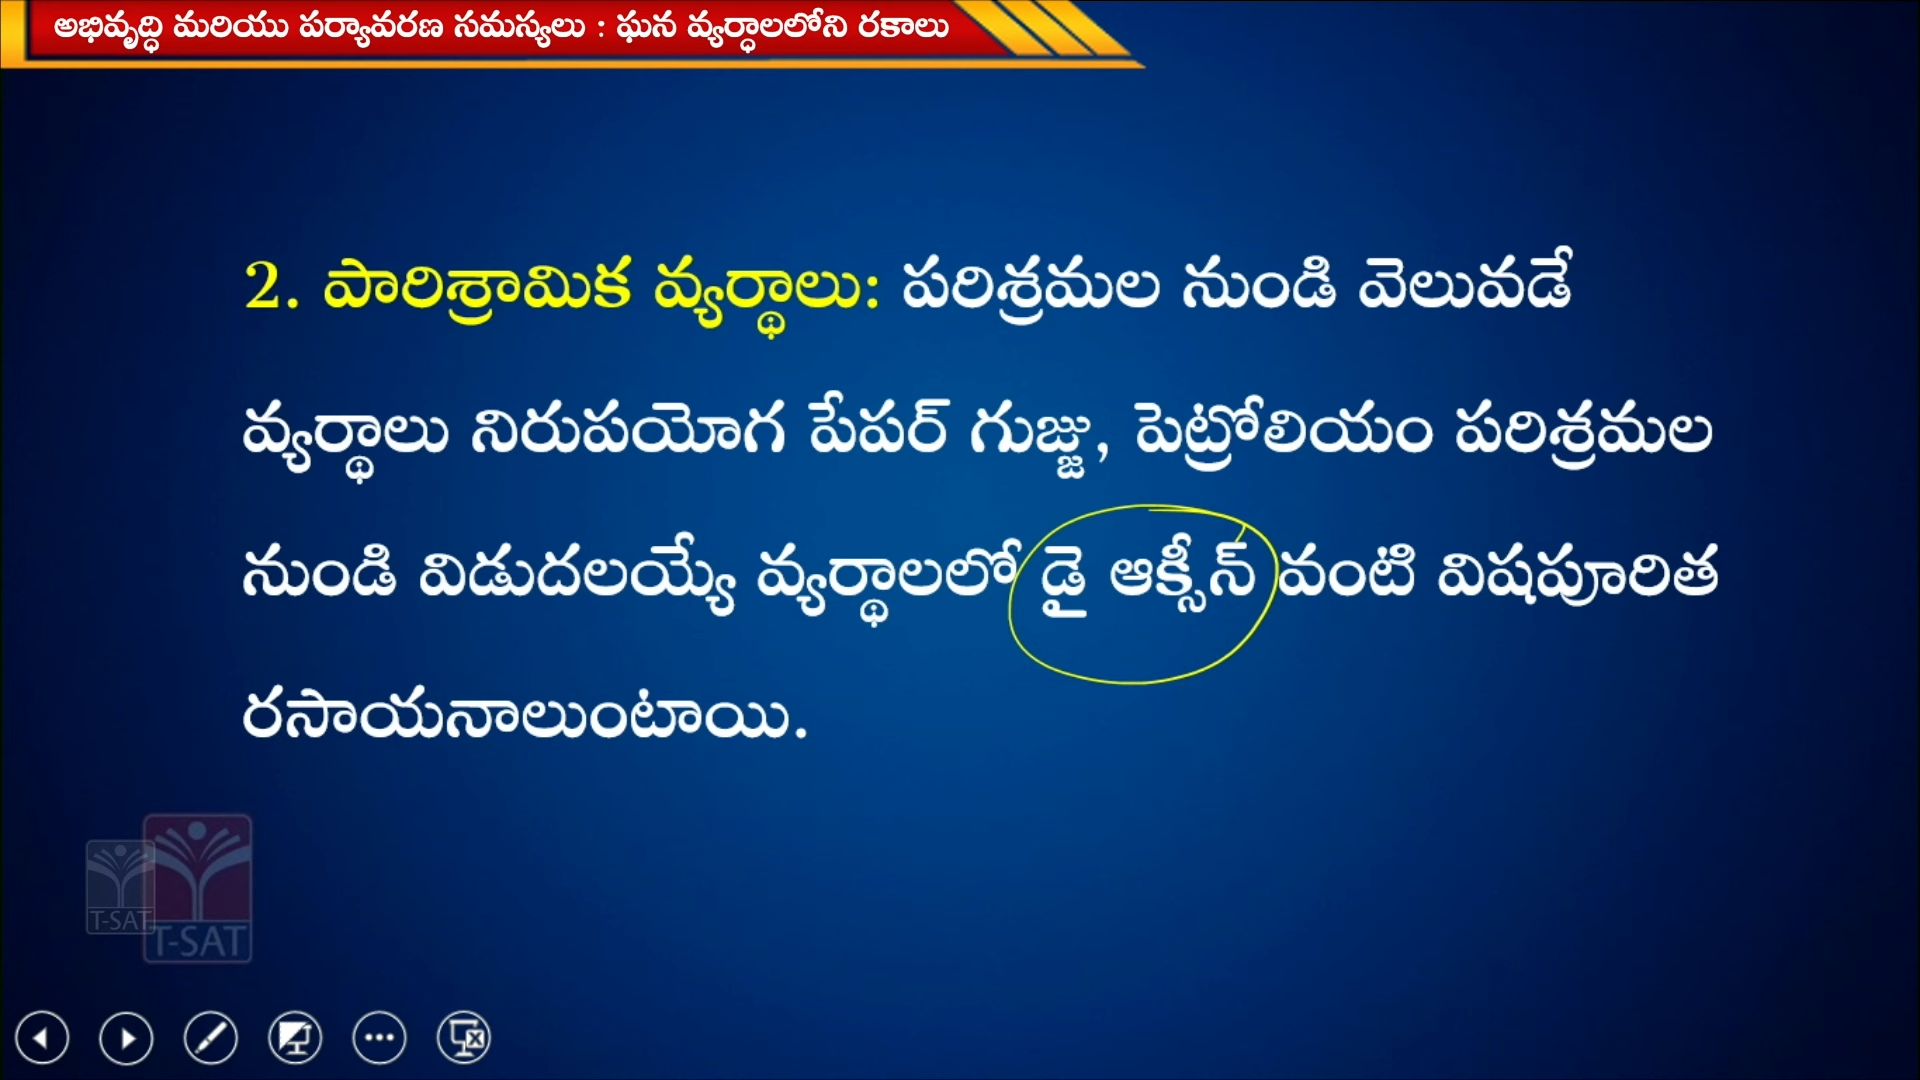 అభివృద్ధి మరియు పర్యావరణ సమస్యలు : ఘన వ్యర్ధాలలోని రకాలు
2. పారిశ్రామిక వ్యర్థాలు: పరిశ్రమల నుండి వెలువడే
వ్యర్థాలు నిరుపయోగ పేపర్ గుజ్జు, పెట్రోలియం పరిశ్రమల
నుండి విడుదలయ్యే వ్యర్థాలలో డై ఆక్సీన్ వంటి విషపూరిత
రసాయనాలుంటాయి.
T-SAT
T-SAT